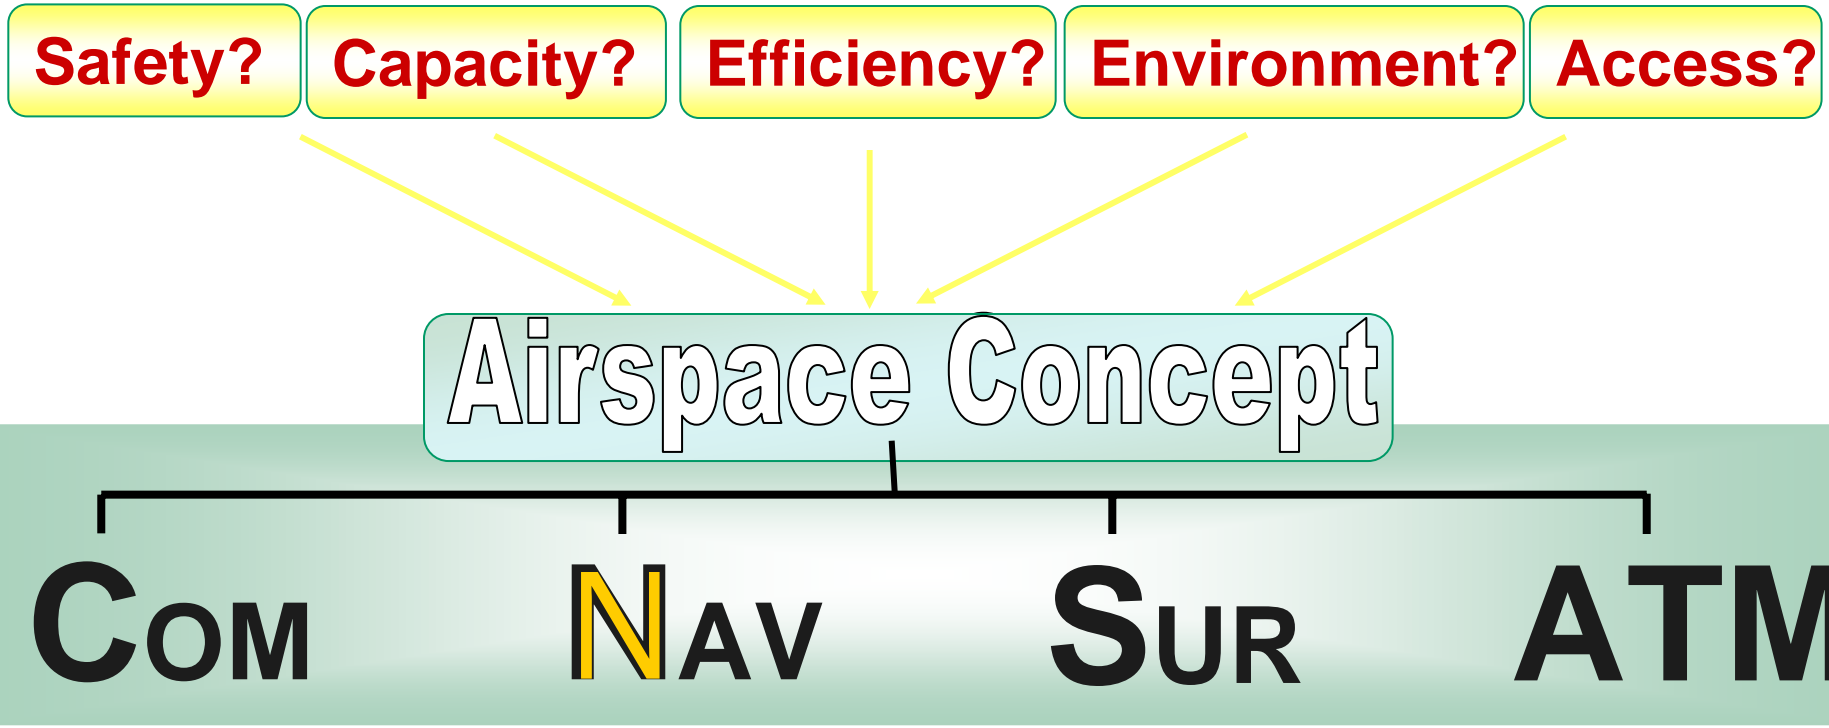 Safety? Capacity? Efficiency? Environment? Access?
Airspace Concept
COM NAV SUR ATM